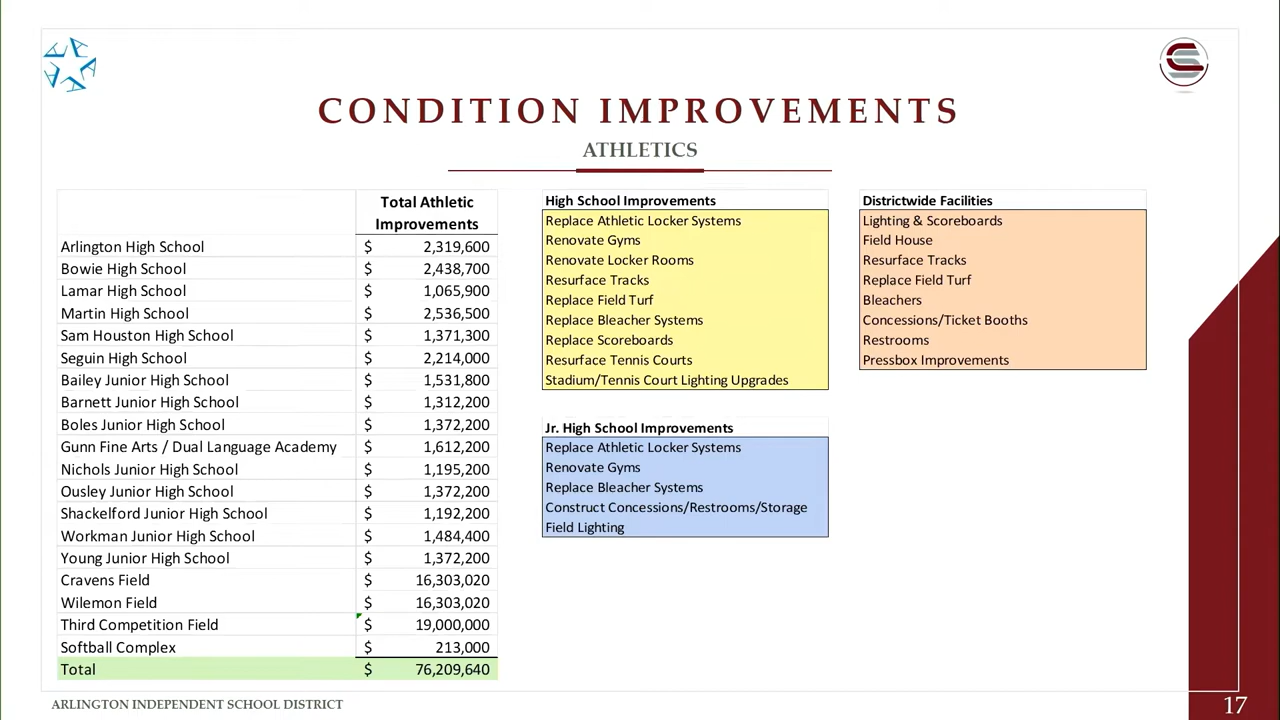 CONDITION IMPROVEMENTS
ATHLETICS
Total Athletic
Improvements
Arlington High School $ 2,319,600
Bowie High School $ 2,438,700
Lamar High School $ 1,065,900
Martin High School $ 2,536,500
Sam Houston High School $ 1,371,300
Seguin High School $ 2,214,000
Bailey Junior High School $ 1,531,800
Barnett Junior High School $ 1,312,200
Boles Junior High School $ 1,372,200
Gunn Fine Arts / Dual Language Academy $ 1,612,200
Nichols Junior High School $ 1,195,200
Ousley Junior High School $ 1,372,200
Shackelford Junior High School $ 1,192,200
Workman Junior High School $ 1,484,400
Young Junior High School $ 1,372,200
Cravens Field $ 16,303,020
Wilemon Field $ 16,303,020
Third Competition Field $ 19,000,000
Softball Complex $ 213,000
Total $ 76,209,640
High School Improvements
Replace Athletic Locker Systems
Renovate Gyms
Renovate Locker Rooms
Resurface Tracks
Replace Field Turf
Replace Bleacher Systems
Replace Scoreboards
Resurface Tennis Courts
Stadium/Tennis Court Lighting Upgrades
Jr. High School Improvements
Replace Athletic Locker Systems
Renovate Gyms
Replace Bleacher Systems
Construct Concessions/Restrooms/Storage
Field Lighting
Districtwide Facilities
Lighting & Scoreboards
Field House
Resurface Tracks
Replace Field Turf
Bleachers
Concessions/Ticket Booths
Restrooms
Pressbox Improvements
ARLINGTON INDEPENDENT SCHOOL DISTRICT
17